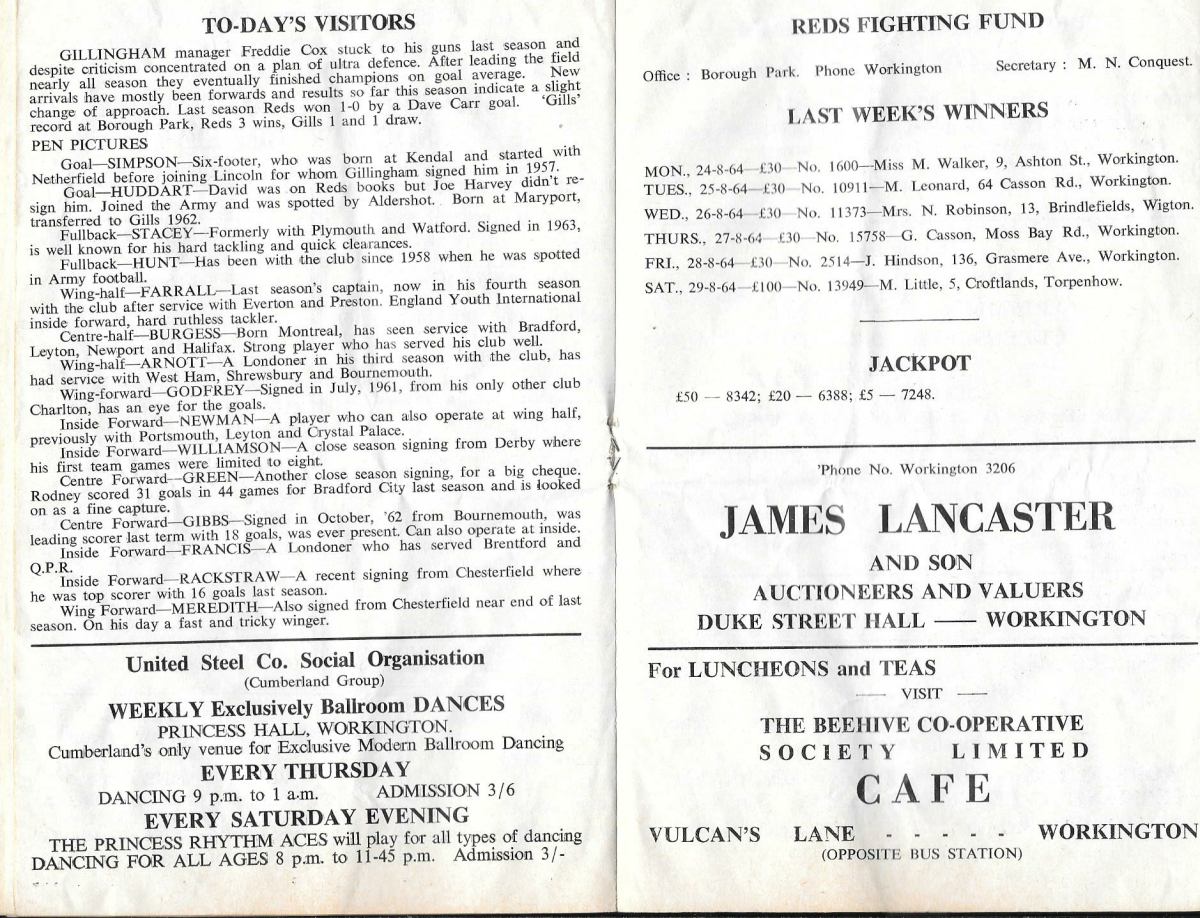 TO-DAY'S VISITORS
GILLINGHAM manager Freddie Cox stuck to his guns last season and
despite criticism concentrated on a plan of ultra defence. After leading the field
nearly all season they eventually finished champions on goal average. New
arrivals have mostly been forwards and results so far this season indicate a slight
change of approach. Last season Reds won 1-0 by a Dave Carr goal. 'Gills'
record at Borough Park, Reds 3 wins, Gills 1 and 1 draw.
PEN PICTURES
Goal—SIMPSON—Six-footer, who was born at Kendal and started with
Netherfield before joining Lincoln for whom Gillingham signed him in 1957.
Goal—HUDDART—David was on Reds books but Joe Harvey didn't re-
sign him. Joined the Army and was spotted by Aldershot. Born at Maryport,
transferred to Gills 1962.
Fullback—STACEY—Formerly with Plymouth and Watford. Signed in 1963,
is well known for his hard tackling and quick clearances.
Fullback—HUNT—Has been with the club since 1958 when he was spotted
in Army football.
Wing-half—FARRALL—Last season's captain, now in his fourth season
with the club after service with Everton and Preston. England Youth International
inside forward, hard ruthless tackler.
Centre-half—BURGESS—Born Montreal, has seen service with Bradford,
Leyton, Newport and Halifax. Strong player who has served his club well.
Wing-half—ARNOTT—A Londoner in his third season with the club, has
had service with West Ham, Shrewsbury and Bournemouth.
Wing-forward—GODFREY—Signed in July, 1961, from his only other club
Charlton, has an eye for the goals.
Inside Forward—NEWMAN—A player who can also operate at wing half,
previously with Portsmouth, Leyton and Crystal Palace.
Inside Forward—WILLIAMSON—A close season signing from Derby where
his first team games were limited to eight.
Centre Forward—GREEN—Another close season signing, for a big cheque.
Rodney scored 31 goals in 44 games for Bradford City last season and is looked
on as a fine capture.
Centre Forward—GIBBS—Signed in October, '62 from Bournemouth, was
leading scorer last term with 18 goals, was ever present. Can also operate at inside.
Inside Forward—FRANCIS—A Londoner who has served Brentford and
Q.P.R.
Inside Forward—RACKSTRAW—A recent signing from Chesterfield where
he was top scorer with 16 goals last season.
Wing Forward—MEREDITH—Also signed from Chesterfield near end of last
season. On his day a fast and tricky winger.
United Steel Co. Social Organisation
(Cumberland Group)
WEEKLY Exclusively Ballroom DANCES
PRINCESS HALL, WORKINGTON.
Cumberland's only venue for Exclusive Modern Ballroom Dancing
EVERY THURSDAY
DANCING 9 p.m. to 1 a.m. ADMISSION 3/6
EVERY SATURDAY EVENING
THE PRINCESS RHYTHM ACES will play for all types of dancing
DANCING FOR ALL AGES 8 p.m. to 11-45 p.m. Admission 3/-
REDS FIGHTING FUND
Office : Borough Park. Phone Workington Secretary : M. N. Conquest.
LAST WEEK'S WINNERS
MON., 24-8-64—£30—No. 1600—Miss M. Walker, 9, Ashton St., Workington.
TUES., 25-8-64—£30—No. 10911—M. Leonard, 64 Casson Rd., Workington.
WED., 26-8-64—£30—No. 11373—Mrs. N. Robinson, 13, Brindlefields, Wigton.
THURS., 27-8-64—£30—No. 15758—G. Casson, Moss Bay Rd., Workington.
FRI., 28-8-64—£30—No. 2514—J. Hindson, 136, Grasmere Ave., Workington.
SAT., 29-8-64—£100—No. 13949—M. Little, 5, Croftlands, Torpenhow.
JACKPOT
£50 — 8342; £20 — 6388; £5 — 7248.
'Phone No. Workington 3206
JAMES LANCASTER
AND SON
AUCTIONEERS AND VALUERS
DUKE STREET HALL —— WORKINGTON
For LUNCHEONS and TEAS
—— VISIT ——
THE BEEHIVE CO-OPERATIVE
SOCIETY LIMITED
CAFE
VULCAN'S LANE - - - - - WORKINGTON
(OPPOSITE BUS STATION)